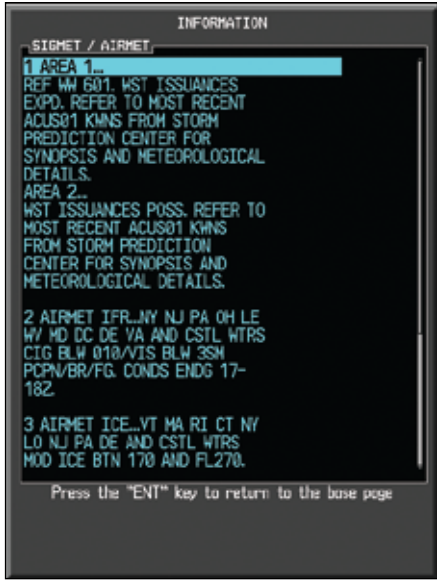 INFORMATION
SIGMET / AIRMET
1 AREA 1...
REF WW 601. WST ISSUANCES
EXPD. REFER TO MOST RECENT
ACUS01 KWNS FROM STORM
PREDICTION CENTER FOR
SYNOPSIS AND METEOROLOGICAL
DETAILS.
AREA 2...
WST ISSUANCES POSS. REFER TO
MOST RECENT ACUS01 KWNS
FROM STORM PREDICTION
CENTER FOR SYNOPSIS AND
METEOROLOGICAL DETAILS.
2 AIRMET IFR...NY NJ PA OH LE
WV MD DC DE VA AND CSTL WTRS
CIG BLW 010/VIS BLW 3SM
PCPN/BR/FG. CONDS ENDG 17-
18Z.
3 AIRMET ICE...VT MA RI CT NY
LO NJ PA DE AND CSTL WTRS
MOD ICE BTN 170 AND FL270.
Press the "ENT" key to return to the base page